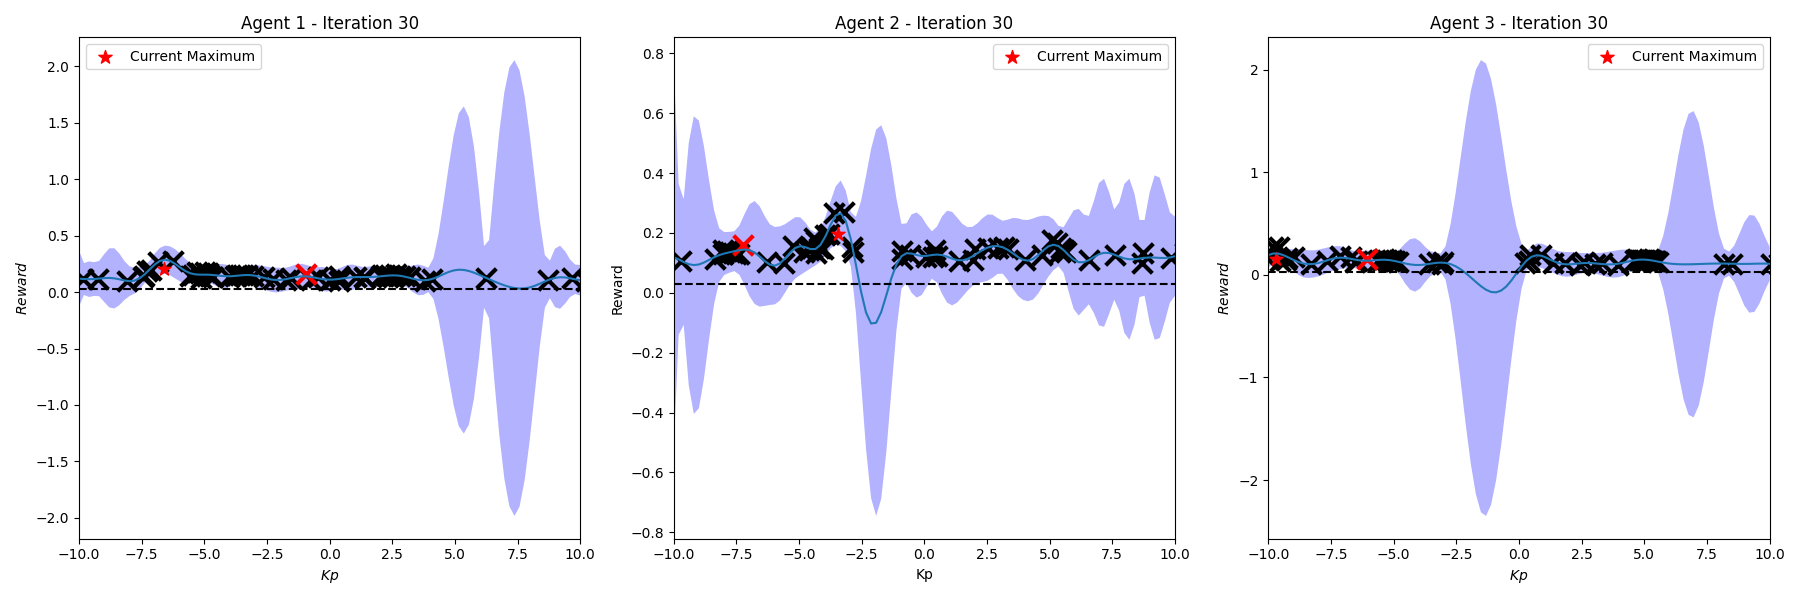 Agent 1 - Iteration 30
Current Maximum
2.0
1.5
1.0
0.5
0.0
−0.5
−1.0
−1.5
−2.0
Reward
−10.0 −7.5 −5.0 −2.5 0.0 2.5 5.0 7.5 10.0
Kp
Agent 2 - Iteration 30
Current Maximum
0.8
0.6
0.4
0.2
0.0
−0.2
−0.4
−0.6
−0.8
Reward
−10.0 −7.5 −5.0 −2.5 0.0 2.5 5.0 7.5 10.0
Kp
Agent 3 - Iteration 30
Current Maximum
2
1
0
−1
−2
Reward
−10.0 −7.5 −5.0 −2.5 0.0 2.5 5.0 7.5 10.0
Kp